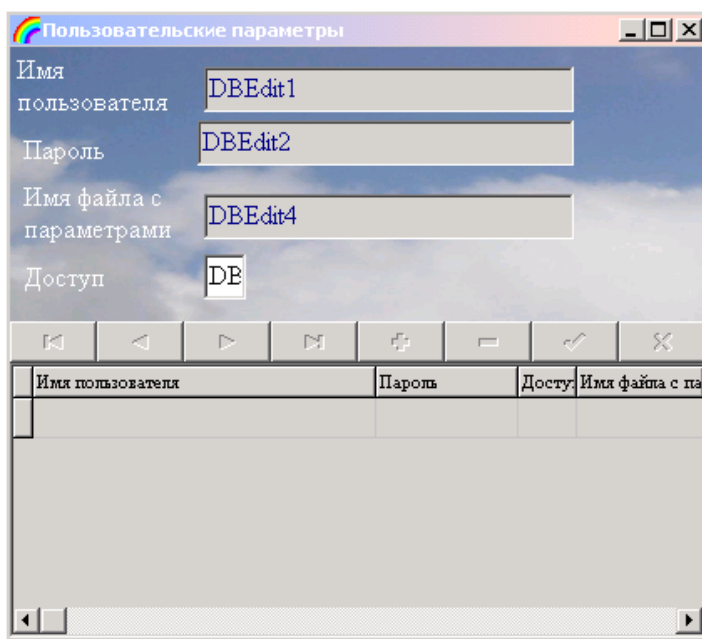 Пользовательские параметры
Имя
пользователя
DBEdit1
Пароль
DBEdit2
Имя файла с
параметрами
DBEdit4
Доступ
DB
Имя пользователя Пароль Досту Имя файла с па